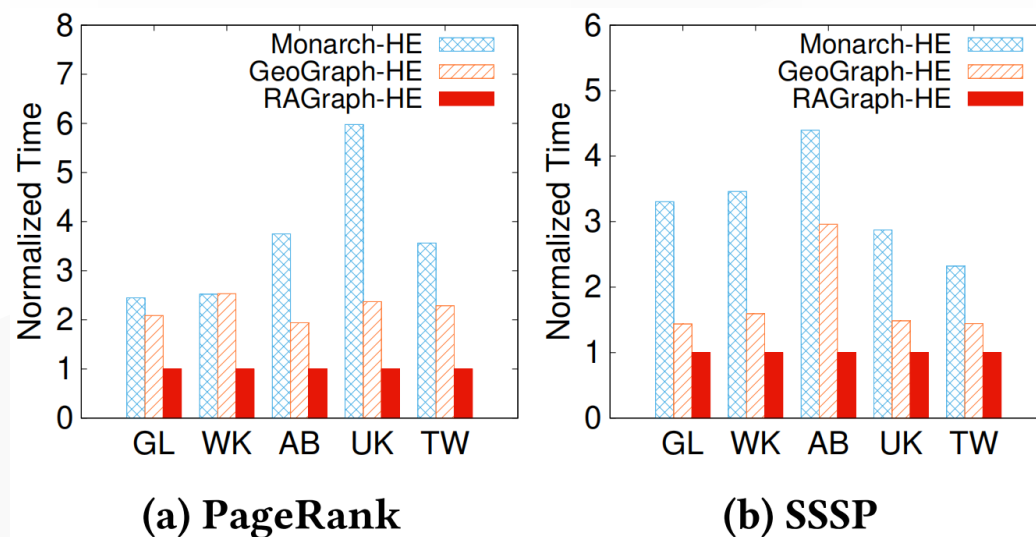 8
7
6
5
4
3
2
1
0
Normalized Time
Monarch-HE
GeoGraph-HE
RAGraph-HE
GL WK AB UK TW
(a) PageRank
6
5
4
3
2
1
0
Normalized Time
Monarch-HE
GeoGraph-HE
RAGraph-HE
GL WK AB UK TW
(b) SSSP